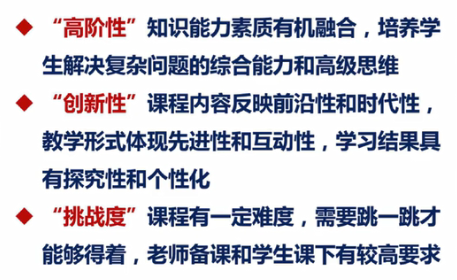 ◆ “高阶性”知识能力素质有机融合，培养学
生解决复杂问题的综合能力和高级思维
◆ “创新性”课程内容反映前沿性和时代性，
教学形式体现先进性和互动性，学习结果具
有探究性和个性化
◆ “挑战度”课程有一定难度，需要跳一跳才
能够得着，老师备课和学生课下有较高要求